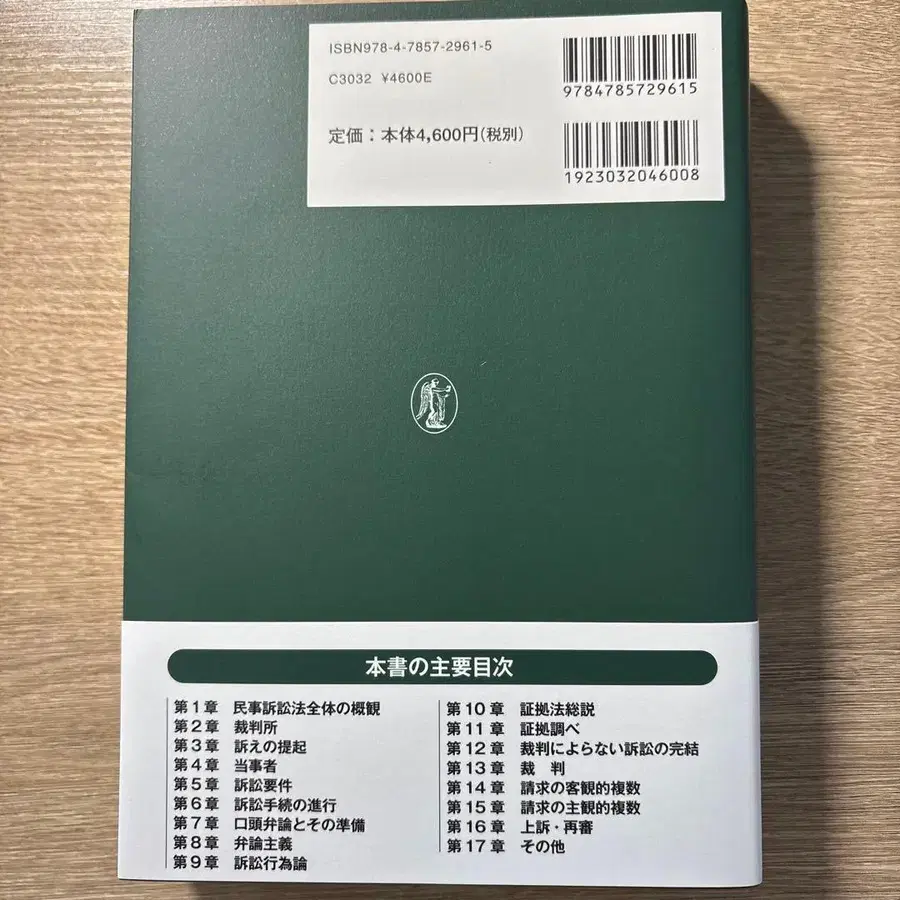 ISBN978-4-7857-2961-5
C3032 ¥4600E
定価：本体4,600円(税別)
9784785729615
1923032046008
本書の主要目次
第1章 民事訴訟法全体の概観
第2章 裁判所
第3章 訴えの提起
第4章 当事者
第5章 訴訟要件
第6章 訴訟手続の進行
第7章 口頭弁論とその準備
第8章 弁論主義
第9章 訴訟行為論
第10章 証拠法総説
第11章 証拠調べ
第12章 裁判によらない訴訟の完結
第13章 裁　判
第14章 請求の客観的複数
第15章 請求の主観的複数
第16章 上訴・再審
第17章 その他